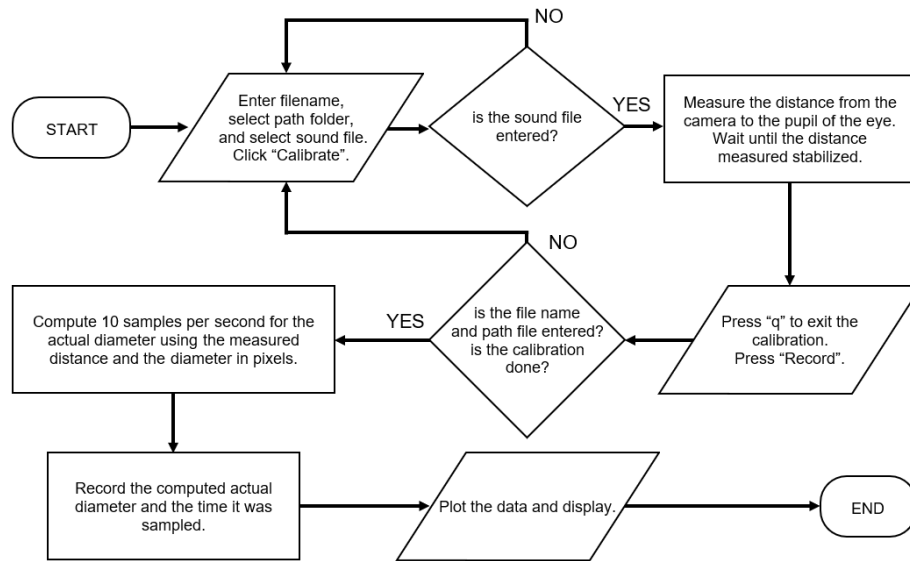 NO
START
Enter filename,
select path folder,
and select sound file.
Click “Calibrate”.
is the sound file
entered?
YES
Measure the distance from the
camera to the pupil of the eye.
Wait until the distance
measured stabilized.
NO
Compute 10 samples per second for the
actual diameter using the measured
distance and the diameter in pixels.
YES
is the file name
and path file entered?
is the calibration
done?
Press “q” to exit the
calibration.
Press “Record”.
Record the computed actual
diameter and the time it was
sampled.
Plot the data and display.
END